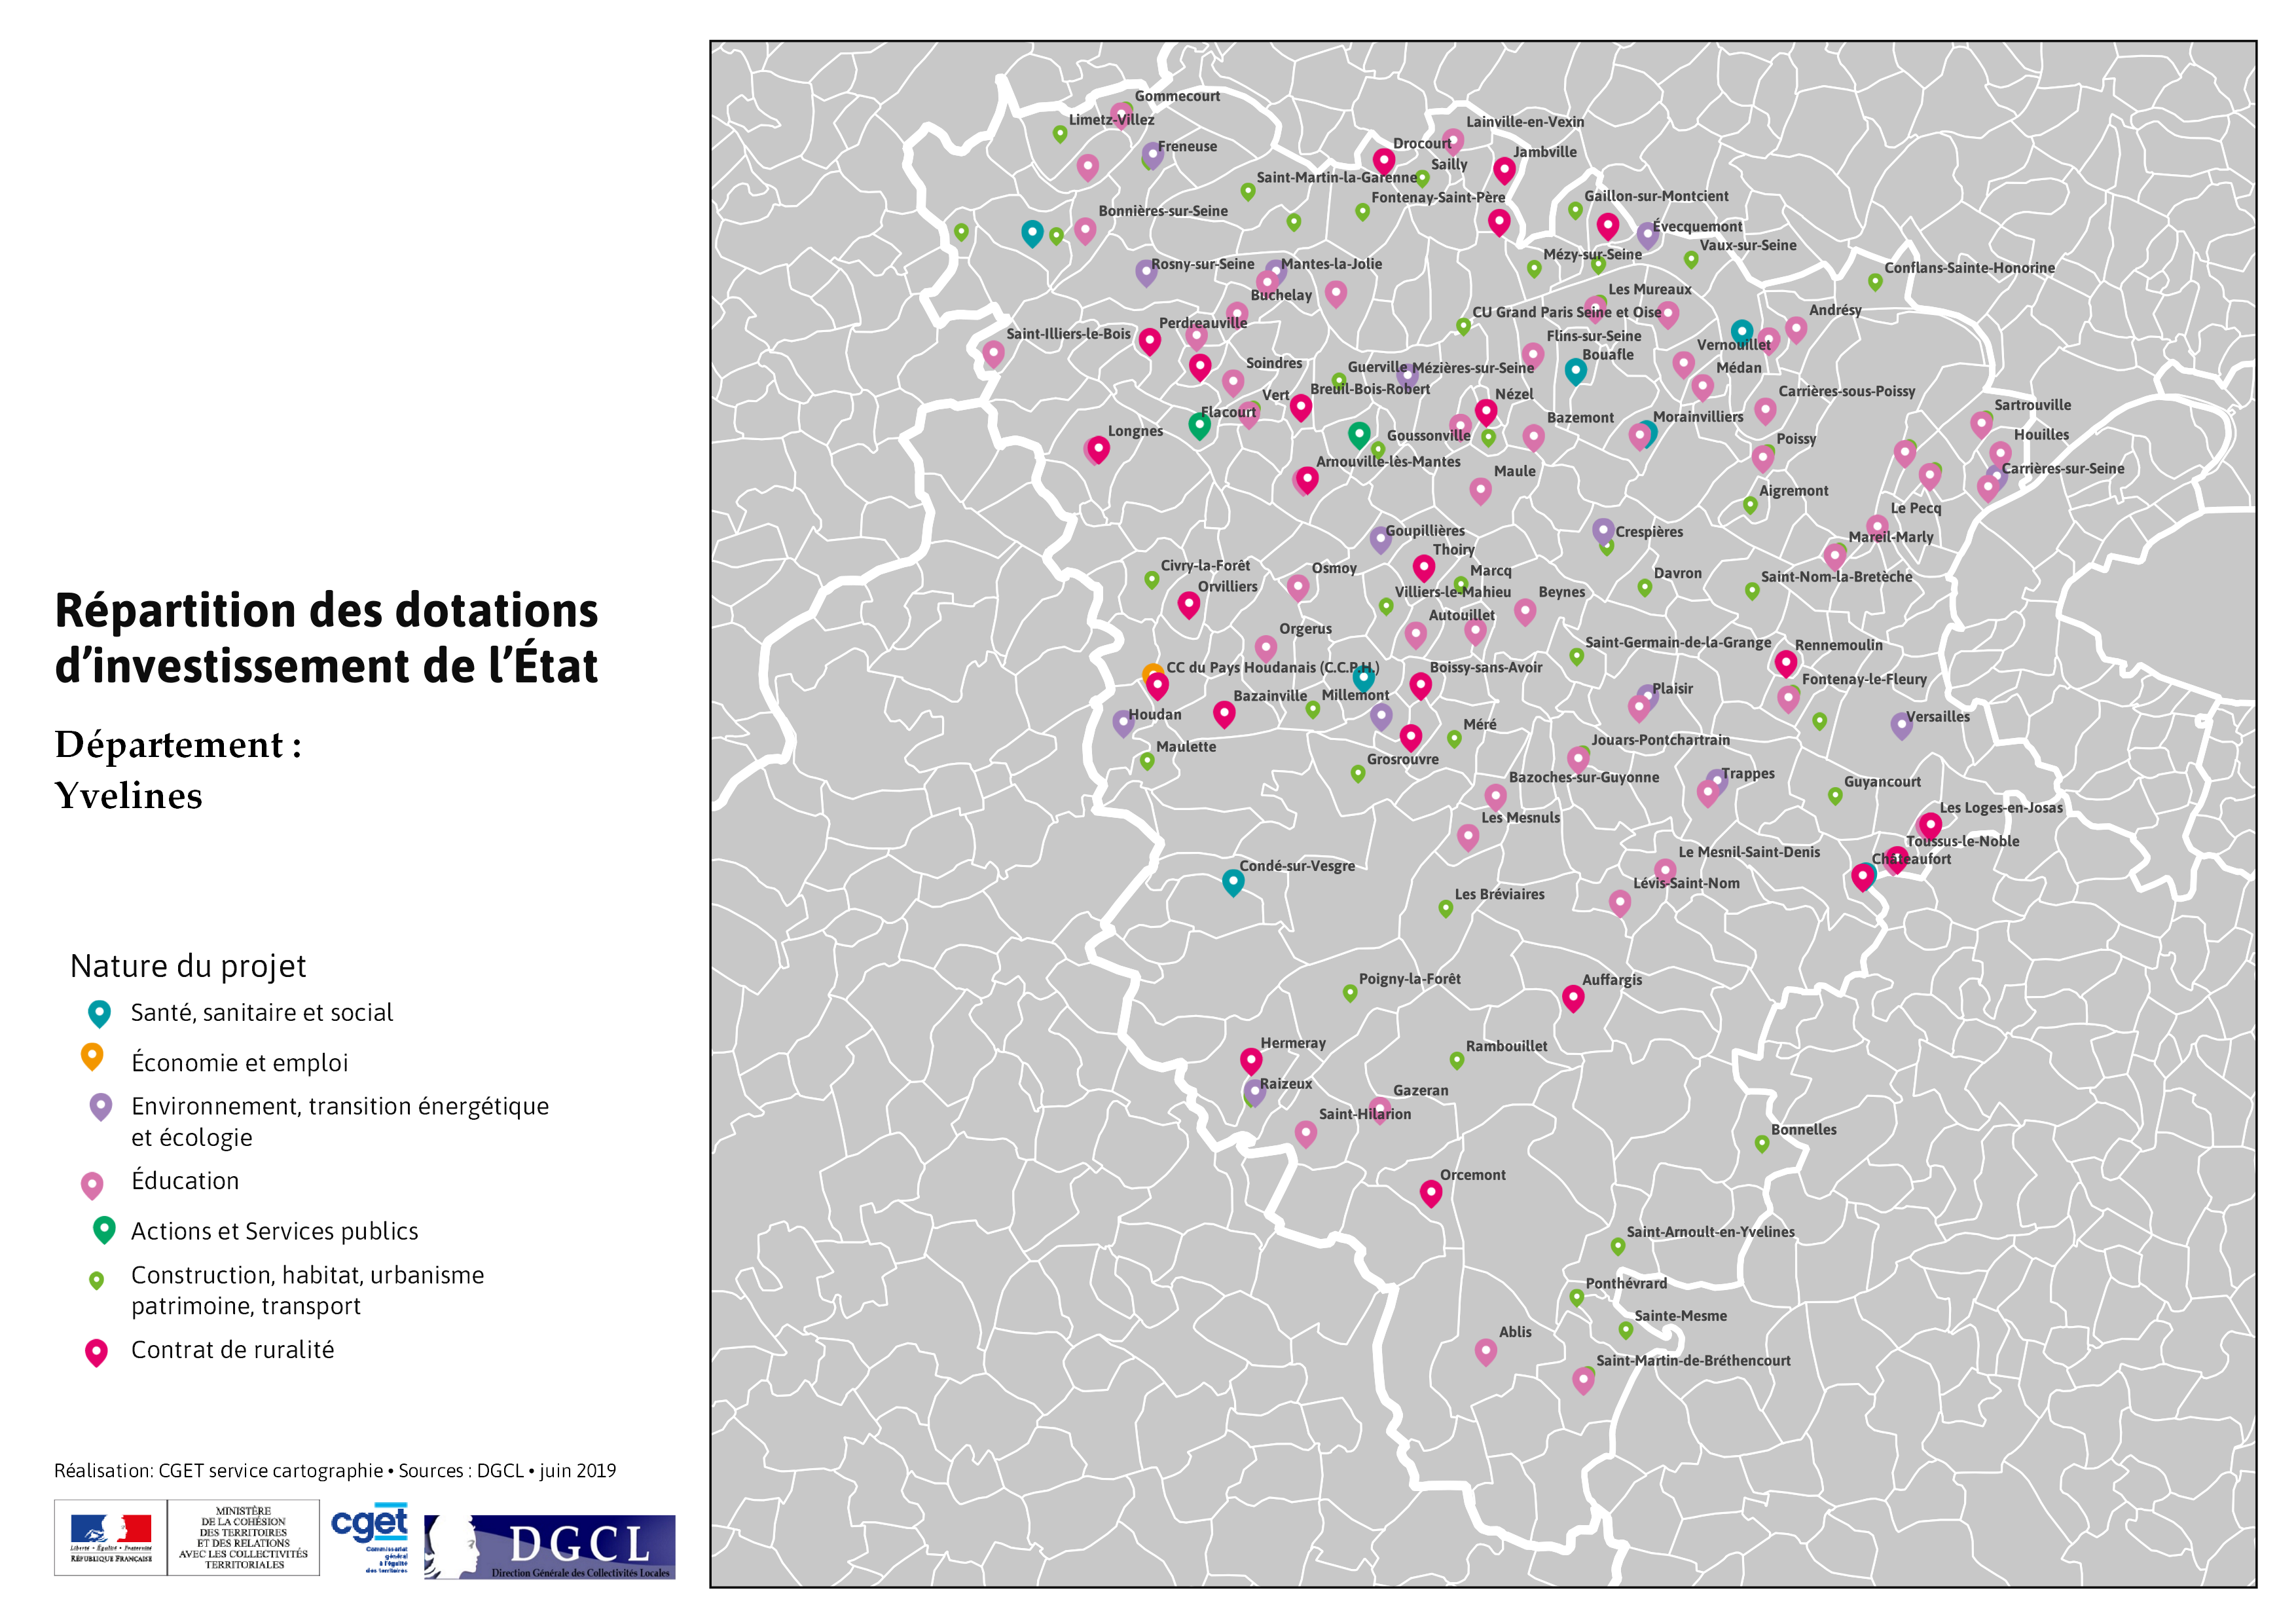 Répartition des dotations
d’investissement de l’État
Département :
Yvelines
Nature du projet
Santé, sanitaire et social
Économie et emploi
Environnement, transition énergétique
et écologie
Éducation
Actions et Services publics
Construction, habitat, urbanisme
patrimoine, transport
Contrat de ruralité
Réalisation: CGET service cartographie • Sources : DGCL • juin 2019
Liberté • Égalité • Fraternité
RÉPUBLIQUE FRANÇAISE
MINISTÈRE
DE LA COHÉSION
DES TERRITOIRES
ET DES RELATIONS
AVEC LES COLLECTIVITÉS
TERRITORIALES
cget
Commissariat
général
à l'égalité
des territoires
DGCL
Direction Générale des Collectivités Locales
Gommecourt
Limetz-Villez
Lainville-en-Vexin
Freneuse
Drocourt
Jambville
Sailly
Saint-Martin-la-Garenne
Fontenay-Saint-Père
Gaillon-sur-Montcient
Bonnières-sur-Seine
Évecquemont
Vaux-sur-Seine
Mézy-sur-Seine
Rosny-sur-Seine
Mantes-la-Jolie
Conflans-Sainte-Honorine
Buchelay
Les Mureaux
CU Grand Paris Seine et Oise
Andrésy
Perdreauville
Saint-Illiers-le-Bois
Flins-sur-Seine
Vernouillet
Bouafle
Soindres
Guerville
Mézières-sur-Seine
Médan
Breuil-Bois-Robert
Vert
Nézel
Carrières-sous-Poissy
Flacourt
Bazemont
Morainvilliers
Sartrouville
Longnes
Goussonville
Poissy
Houilles
Arnouville-lès-Mantes
Maule
Carrières-sur-Seine
Aigremont
Le Pecq
Goupillières
Crespières
Mareil-Marly
Thoiry
Civry-la-Forêt
Osmoy
Marcq
Davron
Saint-Nom-la-Bretèche
Orvilliers
Villiers-le-Mahieu
Beynes
Autouillet
Orgerus
Saint-Germain-de-la-Grange
Rennemoulin
CC du Pays Houdanais (C.C.P.H.)
Boissy-sans-Avoir
Fontenay-le-Fleury
Bazainville
Millemont
Plaisir
Houdan
Méré
Versailles
Maulette
Jouars-Pontchartrain
Grosrouvre
Bazoches-sur-Guyonne
Trappes
Guyancourt
Les Mesnuls
Les Loges-en-Josas
Toussus-le-Noble
Le Mesnil-Saint-Denis
Châteaufort
Condé-sur-Vesgre
Lévis-Saint-Nom
Les Bréviaires
Poigny-la-Forêt
Auffargis
Hermeray
Rambouillet
Raizeux
Gazeran
Saint-Hilarion
Bonnelles
Orcemont
Saint-Arnoult-en-Yvelines
Ponthévrard
Sainte-Mesme
Ablis
Saint-Martin-de-Bréthencourt